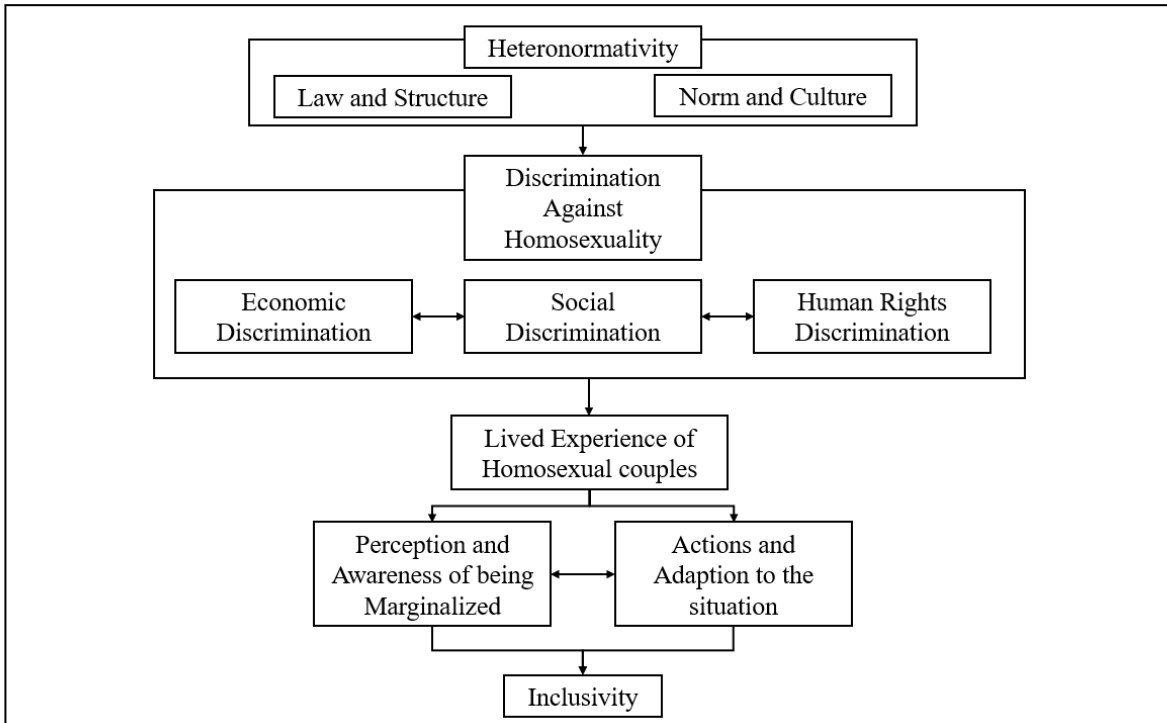 Heteronormativity
Law and Structure
Norm and Culture
Discrimination
Against
Homosexuality
Economic
Discrimination
Social
Discrimination
Human Rights
Discrimination
Lived Experience of
Homosexual couples
Perception and
Awareness of being
Marginalized
Actions and
Adaption to the
situation
Inclusivity